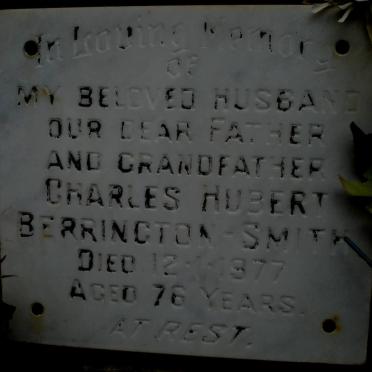 In Loving Memory
OF
MY BELOVED HUSBAND
OUR DEAR FATHER
AND GRANDFATHER
CHARLES HUBERT
BERRINGTON-SMITH
DIED 1977
AGED 76 YEARS.
AT REST.